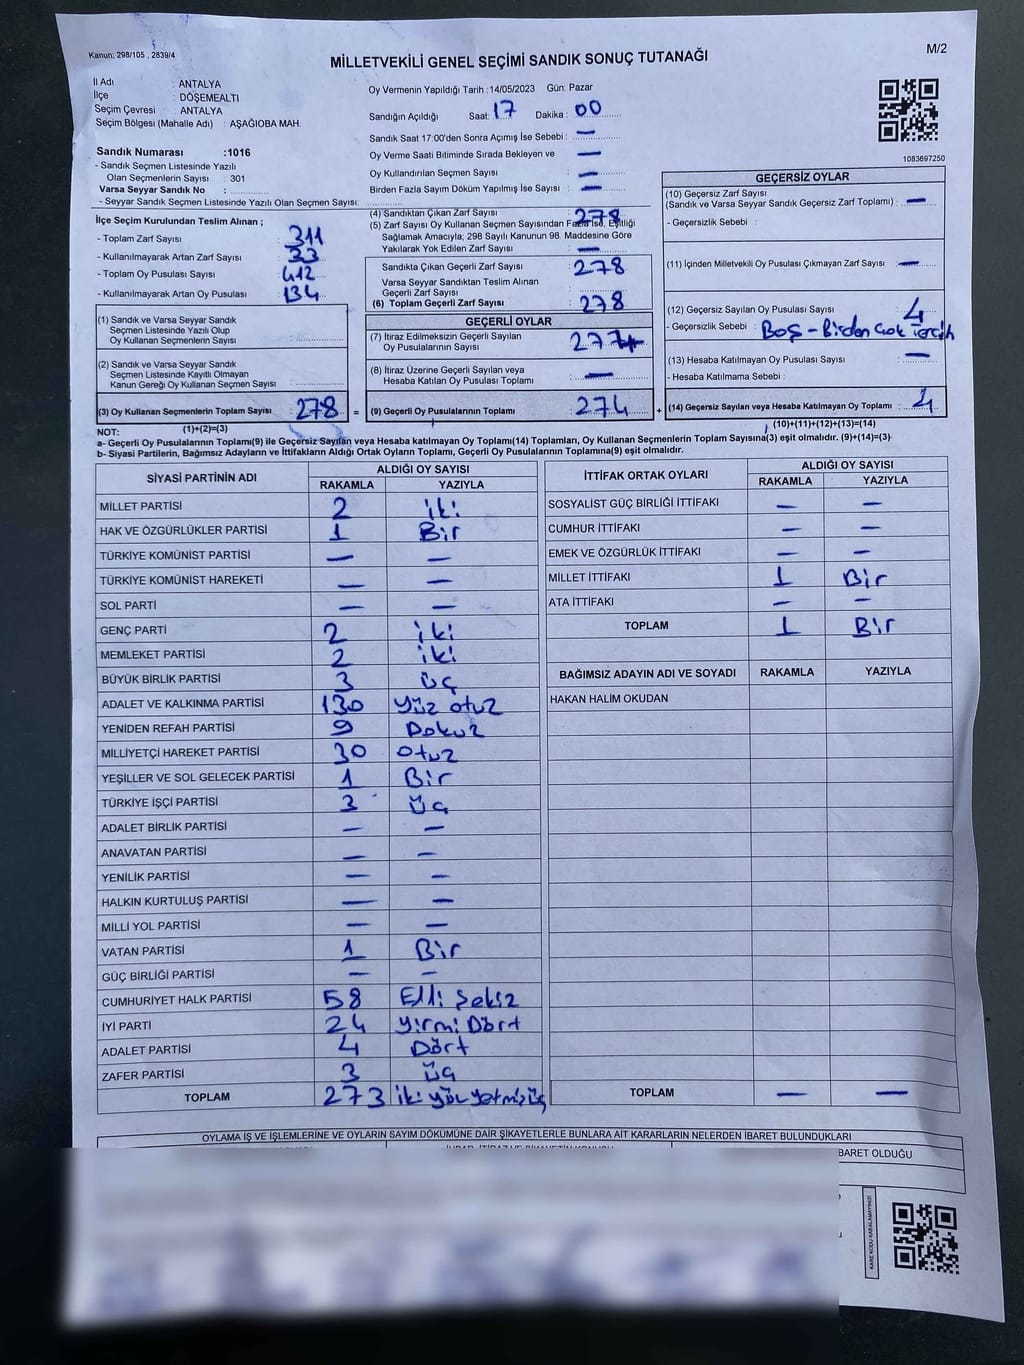 Kanun: 298/105 , 2839/4
MİLLETVEKİLİ GENEL SEÇİMİ SANDIK SONUÇ TUTANAĞI
M/2
İl Adı : ANTALYA
İlçe : DÖŞEMEALTI
Seçim Çevresi : ANTALYA
Seçim Bölgesi (Mahalle Adı) : AŞAĞIOBA MAH.
Oy Vermenin Yapıldığı Tarih : 14/05/2023 Gün: Pazar
Sandığın Açıldığı Saat: 17 Dakika : 00
Sandık Saat 17:00'den Sonra Açımış İse Sebebi : —
Oy Verme Saati Bitiminde Sırada Bekleyen ve —
Oy Kullandırılan Seçmen Sayısı : —
Birden Fazla Sayım Döküm Yapılmış İse Sayısı : —
1083697250
Sandık Numarası :1016
- Sandık Seçmen Listesinde Yazılı
Olan Seçmenlerin Sayısı : 301
Varsa Seyyar Sandık No :
- Seyyar Sandık Seçmen Listesinde Yazılı Olan Seçmen Sayısı:
İlçe Seçim Kurulundan Teslim Alınan ;
- Toplam Zarf Sayısı : 311
- Kullanılmayarak Artan Zarf Sayısı : 33
- Toplam Oy Pusulası Sayısı : 412
- Kullanılmayarak Artan Oy Pusulası : 134
(1) Sandık ve Varsa Seyyar Sandık
Seçmen Listesinde Yazılı Olup
Oy Kullanan Seçmenlerin Sayısı :
(2) Sandık ve Varsa Seyyar Sandık
Seçmen Listesinde Kayıtlı Olmayan
Kanun Gereği Oy Kullanan Seçmen Sayısı :
(3) Oy Kullanan Seçmenlerin Toplam Sayısı : 278 =
(1)+(2)=(3)
(4) Sandıktan Çıkan Zarf Sayısı : 278
(5) Zarf Sayısı Oy Kullanan Seçmen Sayısından Fazla İse, Eşitliği
Sağlamak Amacıyla; 298 Sayılı Kanunun 98. Maddesine Göre
Yakılarak Yok Edilen Zarf Sayısı : —
Sandıkta Çıkan Geçerli Zarf Sayısı : 278
Varsa Seyyar Sandıktan Teslim Alınan
Geçerli Zarf Sayısı :
(6) Toplam Geçerli Zarf Sayısı : 278
GEÇERLİ OYLAR
(7) İtiraz Edilmeksizin Geçerli Sayılan
Oy Pusulalarının Sayısı : 274
(8) İtiraz Üzerine Geçerli Sayılan veya
Hesaba Katılan Oy Pusulası Toplamı : —
(9) Geçerli Oy Pusulalarının Toplamı : 274 +
GEÇERSİZ OYLAR
(10) Geçersiz Zarf Sayısı
(Sandık ve Varsa Seyyar Sandık Geçersiz Zarf Toplamı) : —
- Geçersizlik Sebebi :
(11) İçinden Milletvekili Oy Pusulası Çıkmayan Zarf Sayısı : —
(12) Geçersiz Sayılan Oy Pusulası Sayısı : 4
- Geçersizlik Sebebi : Boş - Birden Çok Tercih
(13) Hesaba Katılmayan Oy Pusulası Sayısı : —
- Hesaba Katılmama Sebebi :
(14) Geçersiz Sayılan veya Hesaba Katılmayan Oy Toplamı : 4
(10)+(11)+(12)+(13)=(14)
NOT:
a- Geçerli Oy Pusulalarının Toplamı(9) ile Geçersiz Sayılan veya Hesaba katılmayan Oy Toplamı(14) Toplamları, Oy Kullanan Seçmenlerin Toplam Sayısına(3) eşit olmalıdır. (9)+(14)=(3)
b- Siyasi Partilerin, Bağımsız Adayların ve İttifakların Aldığı Ortak Oyların Toplamı, Geçerli Oy Pusulalarının Toplamına(9) eşit olmalıdır.
SİYASİ PARTİNİN ADI ALDIĞI OY SAYISI
RAKAMLA YAZIYLA
MİLLET PARTİSİ 2 iki
HAK VE ÖZGÜRLÜKLER PARTİSİ 1 Bir
TÜRKİYE KOMÜNİST PARTİSİ — —
TÜRKİYE KOMÜNİST HAREKETİ — —
SOL PARTİ — —
GENÇ PARTİ 2 iki
MEMLEKET PARTİSİ 2 iki
BÜYÜK BİRLİK PARTİSİ 3 üç
ADALET VE KALKINMA PARTİSİ 130 Yüz otuz
YENİDEN REFAH PARTİSİ 9 Dokuz
MİLLİYETÇİ HAREKET PARTİSİ 30 otuz
YEŞİLLER VE SOL GELECEK PARTİSİ 1 Bir
TÜRKİYE İŞÇİ PARTİSİ 3 üç
ADALET BİRLİK PARTİSİ — —
ANAVATAN PARTİSİ — —
YENİLİK PARTİSİ — —
HALKIN KURTULUŞ PARTİSİ — —
MİLLİ YOL PARTİSİ — —
VATAN PARTİSİ 1 Bir
GÜÇ BİRLİĞİ PARTİSİ — —
CUMHURİYET HALK PARTİSİ 58 Elli Sekiz
İYİ PARTİ 24 Yirmi Dört
ADALET PARTİSİ 4 Dört
ZAFER PARTİSİ 3 üç
TOPLAM 273 iki yüz yetmiş üç
İTTİFAK ORTAK OYLARI ALDIĞI OY SAYISI
RAKAMLA YAZIYLA
SOSYALİST GÜÇ BİRLİĞİ İTTİFAKI — —
CUMHUR İTTİFAKI — —
EMEK VE ÖZGÜRLÜK İTTİFAKI — —
MİLLET İTTİFAKI 1 Bir
ATA İTTİFAKI — —
TOPLAM 1 Bir
BAĞIMSIZ ADAYIN ADI VE SOYADI RAKAMLA YAZIYLA
HAKAN HALİM OKUDAN
TOPLAM — —
OYLAMA İŞ VE İŞLEMLERİNE VE OYLARIN SAYIM DÖKÜMÜNE DAİR ŞİKAYETLERLE BUNLARA AİT KARARLARIN NELERDEN İBARET BULUNDUKLARI
BARET OLDUĞU
KARE KODU KARALAMAYINIZ!